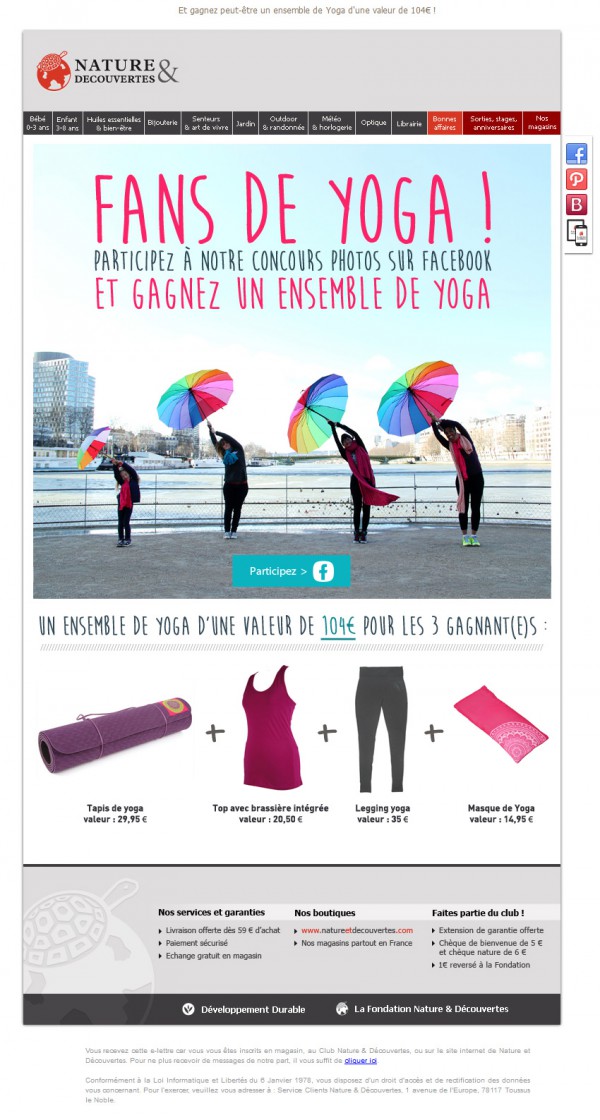 Et gagnez peut-être un ensemble de Yoga d'une valeur de 104€ !
NATURE &
DECOUVERTES
Bébé
0-3 ans
Enfant
3-8 ans
Huiles essentielles
& bien-être
Bijouterie
Senteurs
& art de vivre
Jardin
Outdoor
& randonnée
Météo
& horlogerie
Optique
Librairie
Bonnes
affaires
Sorties, stages,
anniversaires
Nos
magasins
FANS DE YOGA !
PARTICIPEZ À NOTRE CONCOURS PHOTOS SUR FACEBOOK
ET GAGNEZ UN ENSEMBLE DE YOGA
Participez >
UN ENSEMBLE DE YOGA D'UNE VALEUR DE 104€ POUR LES 3 GAGNANT(E)S :
+ + +
Tapis de yoga
valeur : 29,95 €
Top avec brassière intégrée
valeur : 20,50 €
Legging yoga
valeur : 35 €
Masque de Yoga
valeur : 14,95 €
Nos services et garanties
Livraison offerte dès 59 € d'achat
Paiement sécurisé
Echange gratuit en magasin
Nos boutiques
www.natureetdecouvertes.com
Nos magasins partout en France
Faites partie du club !
Extension de garantie offerte
Chèque de bienvenue de 5 €
et chèque nature de 6 €
1€ reversé à la Fondation
Développement Durable
La Fondation Nature & Découvertes
Vous recevez cette e-lettre car vous vous êtes inscrits en magasin, au Club Nature & Découvertes, ou sur le site internet de Nature et
Découvertes. Pour ne plus recevoir de messages de notre part, il vous suffit de cliquer ici
Conformément à la Loi Informatique et Libertés du 6 Janvier 1978, vous disposez d'un droit d'accès et de rectification des données
vous concernant. Pour l'exercer, veuillez vous adresser à : Service Clients Nature & Découvertes, 1 avenue de l'Europe, 78117 Toussus
le Noble.